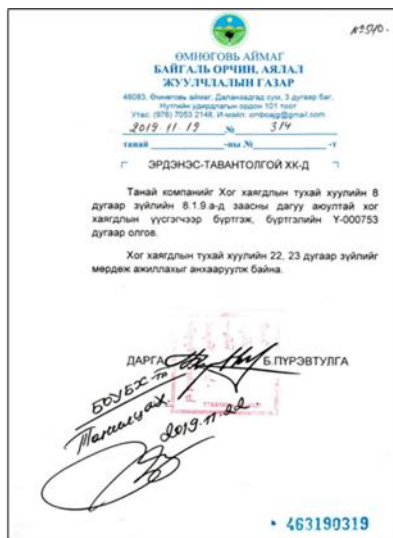 №540.
ӨМНӨГОВЬ АЙМАГ
БАЙГАЛЬ ОРЧИН, АЯЛАЛ
ЖУУЛЧЛАЛЫН ГАЗАР
46083, Өмнөговь аймаг, Даланзадгад сум, 3 дугаар баг,
Нутгийн удирдлагын ордон 101 тоот
Утас: (976) 7053 2148, И-мэйл: omboajg@gmail.com
2019.11.19 № 314
танай -ны № -т
ЭРДЭНЭС-ТАВАНТОЛГОЙ ХК-Д
Танай компанийг Хог хаягдлын тухай хуулийн 8
дугаар зүйлийн 8.1.9.а-д заасны дагуу аюултай хог
хаягдлын үүсгэгчээр бүртгэж, бүртгэлийн Ү-000753
дугаар олгов.
Хог хаягдлын тухай хуулийн 22, 23 дугаар зүйлийг
мөрдөж ажиллахыг анхааруулж байна.
ДАРГА Б.ПҮРЭВТУЛГА
БОУБХ-та
Танилцах.
2019.11.22
463190319